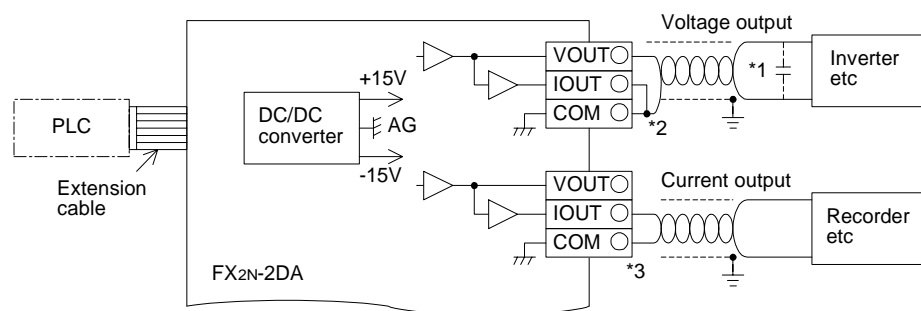 Voltage output
VOUT
IOUT
COM
*1
*2
Inverter
etc
+15V
DC/DC
converter
AG
-15V
PLC
Extension
cable
Current output
VOUT
IOUT
COM
*3
Recorder
etc
FX2N-2DA